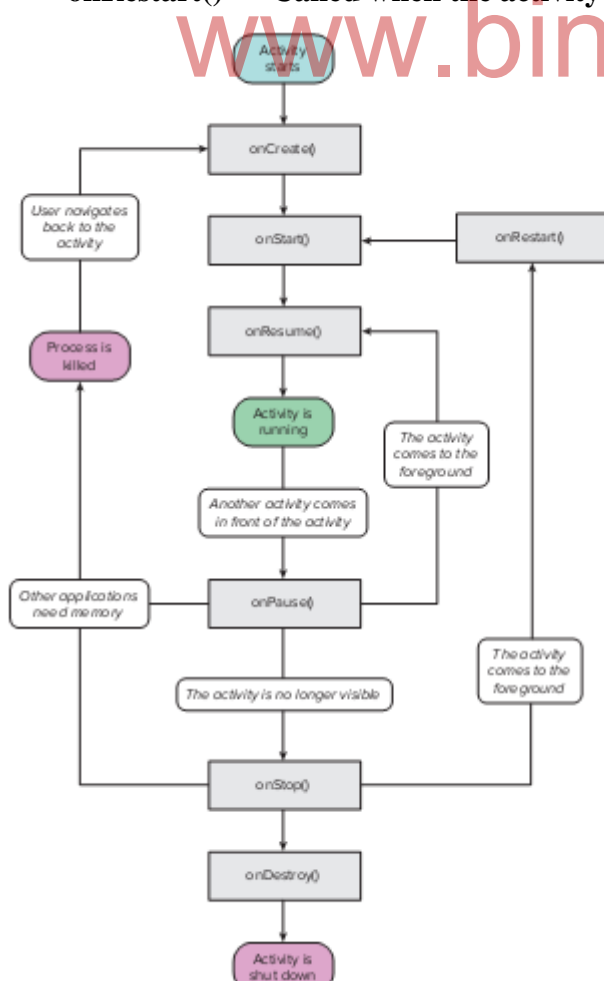 onRestart() — Called when the activity
www.bin
Activity
starts
onCreate()
User navigates
back to the
activity
onStart()
onRestart()
onResume()
Process is
killed
Activity is
running
The activity
comes to the
foreground
Another activity comes
in front of the activity
Other applications
need memory
onPause()
The activity
comes to the
foreground
The activity is no longer visible
onStop()
onDestroy()
Activity is
shut down